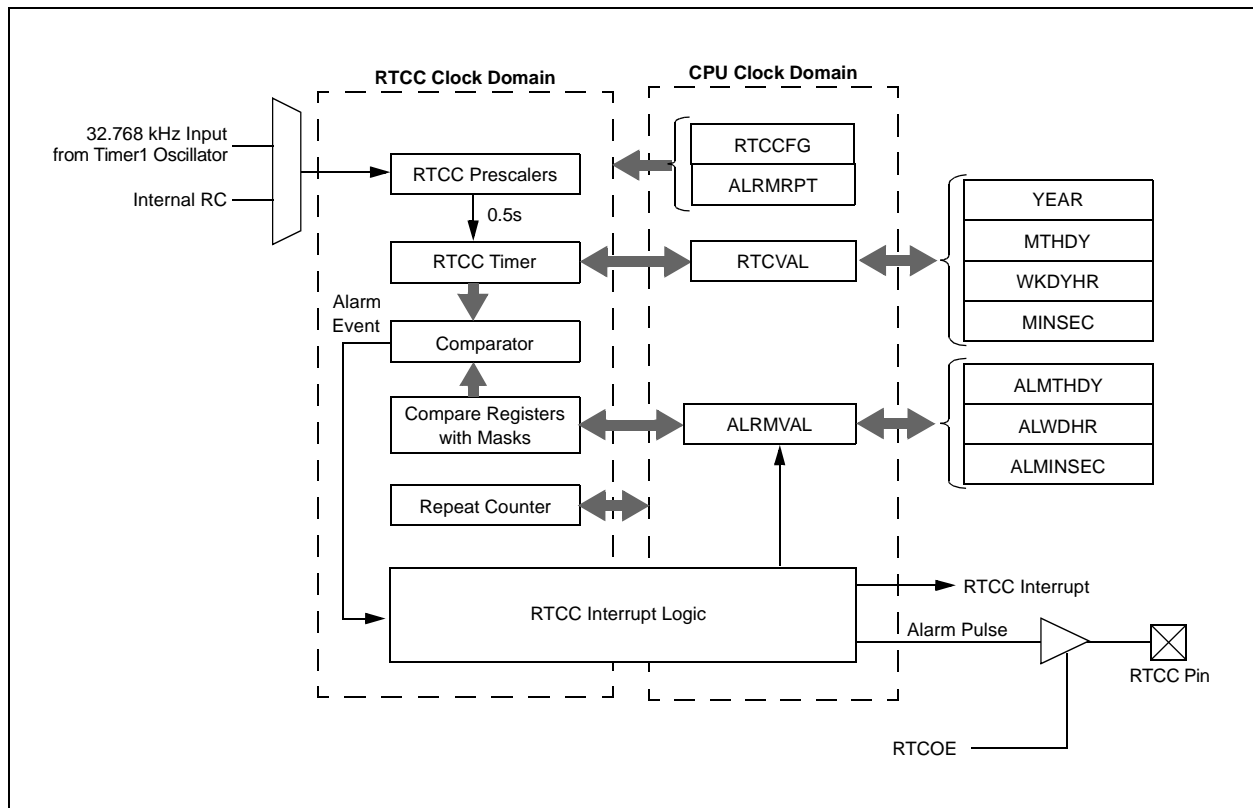 RTCC Clock Domain
CPU Clock Domain
32.768 kHz Input
from Timer1 Oscillator
Internal RC
RTCC Prescalers
0.5s
RTCC Timer
Alarm
Event
Comparator
Compare Registers
with Masks
Repeat Counter
RTCC Interrupt Logic
RTCCFG
ALRMRPT
RTCVAL
ALRMVAL
YEAR
MTHDY
WKDYHR
MINSEC
ALMTHDY
ALWDHR
ALMINSEC
RTCC Interrupt
Alarm Pulse
RTCC Pin
RTCOE